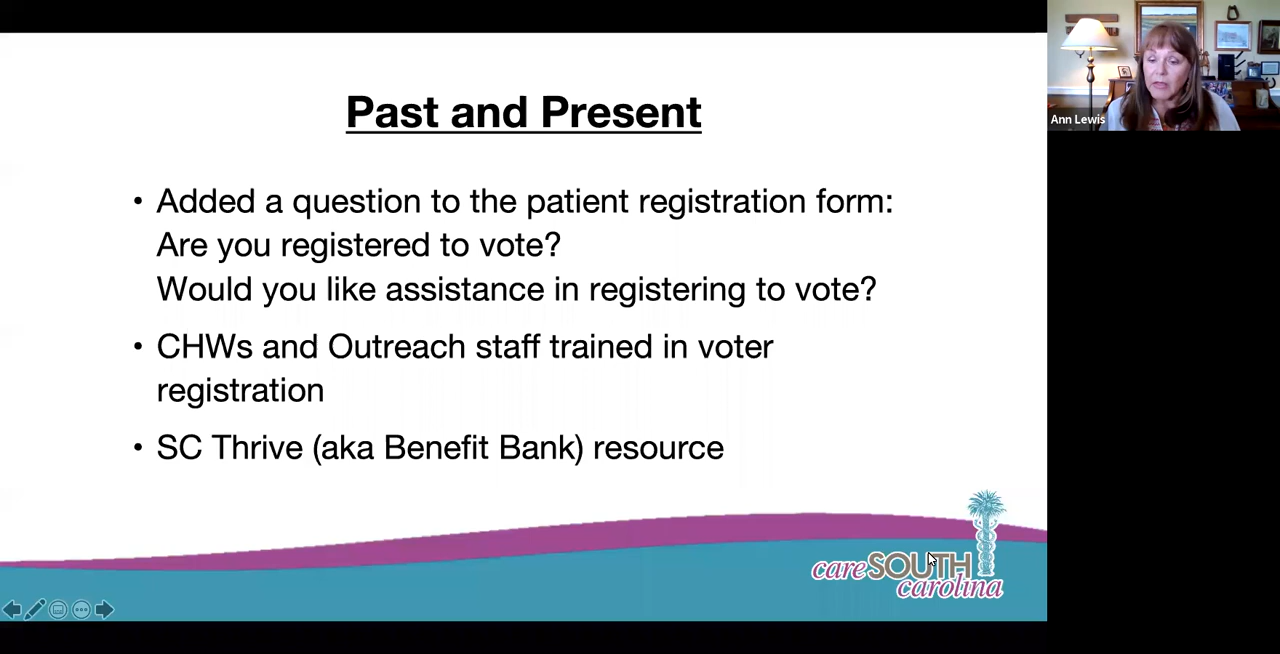 Past and Present
• Added a question to the patient registration form:
Are you registered to vote?
Would you like assistance in registering to vote?
• CHWs and Outreach staff trained in voter
registration
• SC Thrive (aka Benefit Bank) resource
careSOUTH
carolina
Ann Lewis